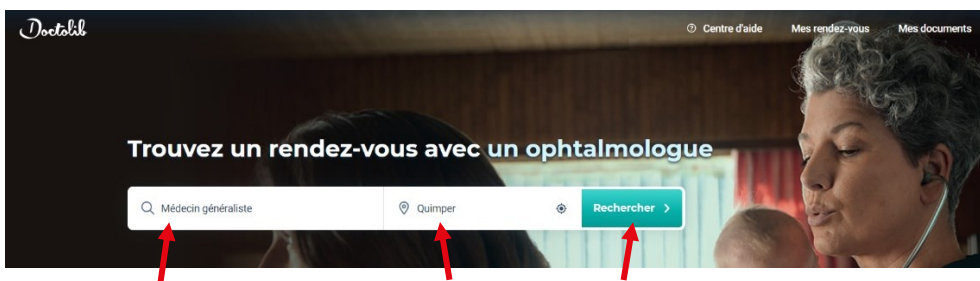 Doctolib
Centre d'aide Mes rendez-vous Mes documents
Trouvez un rendez-vous avec un ophtalmologue
Médecin généraliste Quimper Rechercher